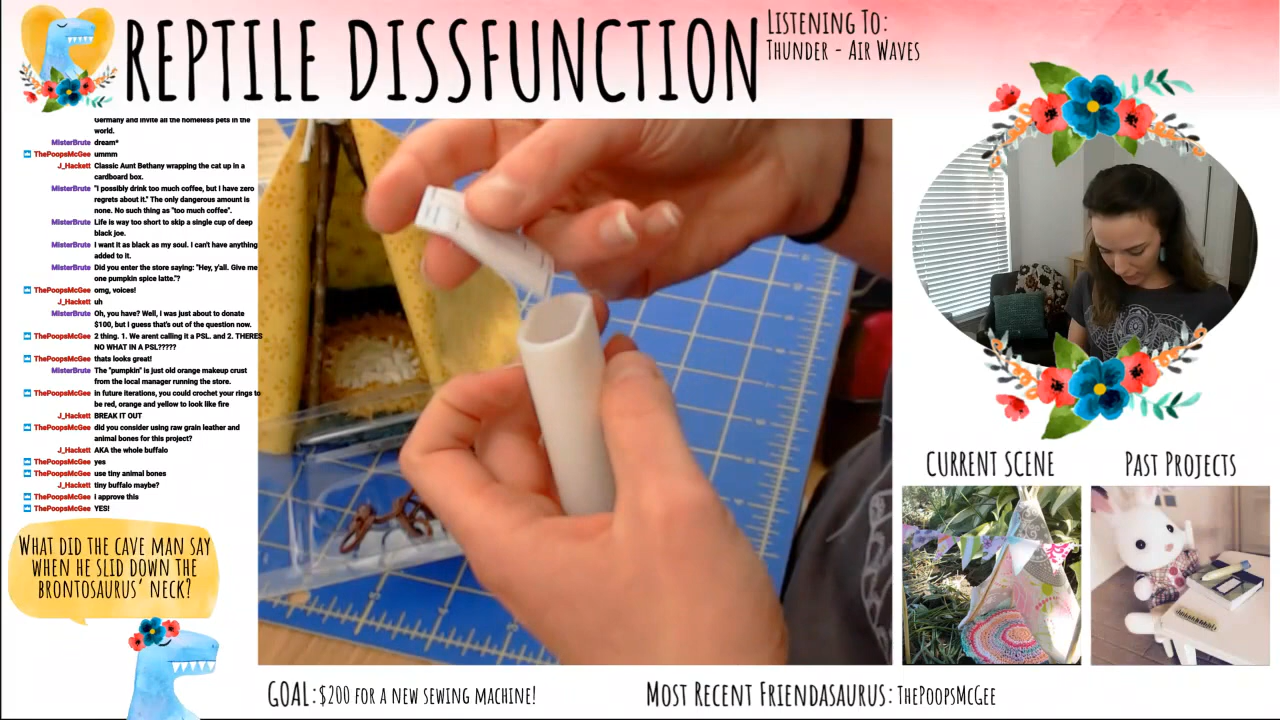 REPTILE DISSFUNCTION
LISTENING TO:
THUNDER - AIR WAVES
Germany and invite all the homeless pets in the
world.
MisterBrute dream*
ThePoopsMcGee ummm
J_Hackett Classic Aunt Bethany wrapping the cat up in a
cardboard box.
MisterBrute "I possibly drink too much coffee, but I have zero
regrets about it." The only dangerous amount is
none. No such thing as "too much coffee".
MisterBrute Life is way too short to skip a single cup of deep
black joe.
MisterBrute I want it as black as my soul. I can't have anything
added to it.
MisterBrute Did you enter the store saying: "Hey, y'all. Give me
one pumpkin spice latte."?
ThePoopsMcGee omg, voices!
J_Hackett uh
MisterBrute Oh, you have? Well, I was just about to donate
$100, but I guess that's out of the question now.
ThePoopsMcGee 2 thing. 1. We arent calling it a PSL. and 2. THERES
NO WHAT IN A PSL?????
ThePoopsMcGee thats looks great!
MisterBrute The "pumpkin" is just old orange makeup crust
from the local manager running the store.
ThePoopsMcGee in future iterations, you could crochet your rings to
be red, orange and yellow to look like fire
J_Hackett BREAK IT OUT
ThePoopsMcGee did you consider using raw grain leather and
animal bones for this project?
J_Hackett AKA the whole buffalo
ThePoopsMcGee yes
ThePoopsMcGee use tiny animal bones
J_Hackett tiny buffalo maybe?
ThePoopsMcGee i approve this
ThePoopsMcGee YES!
WHAT DID THE CAVE MAN SAY
WHEN HE SLID DOWN THE
BRONTOSAURUS' NECK?
CURRENT SCENE
PAST PROJECTS
GOAL: $200 FOR A NEW SEWING MACHINE!
MOST RECENT FRIENDASAURUS: THEPOOPSMCGEE